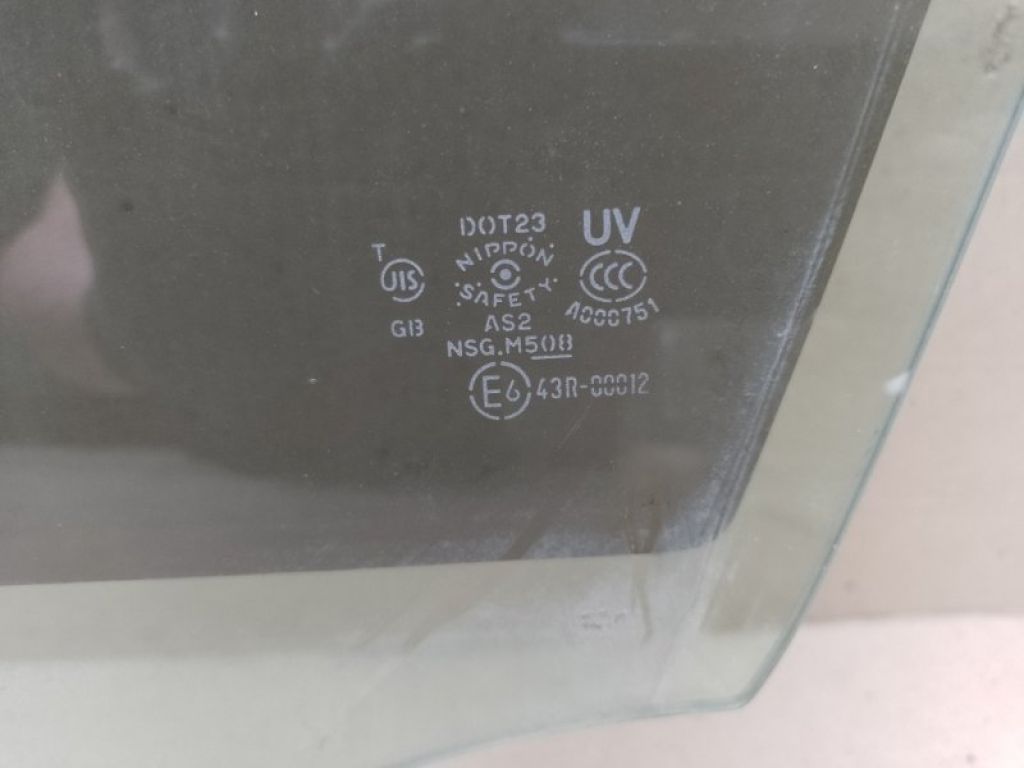 DOT23
UV
T
JIS
NIPPON
SAFETY
CCC
A000751
GB
AS2
NSG.M508
E6 43R-00012